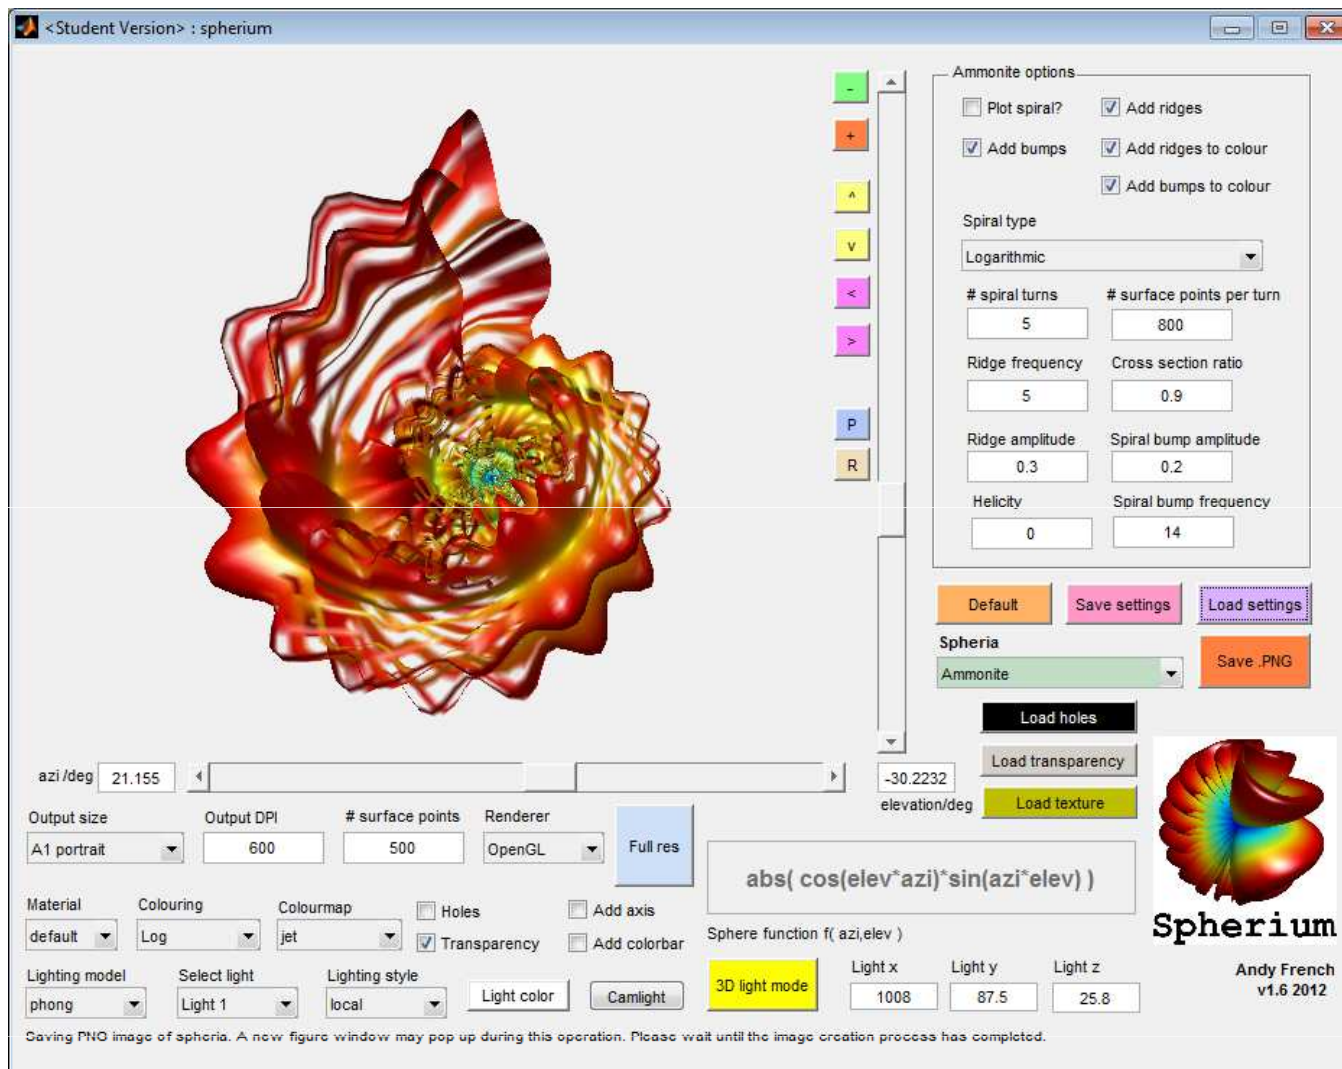 <Student Version> : spherium
-
+
^
v
<
>
P
R
Ammonite options
Plot spiral?
Add ridges
Add bumps
Add ridges to colour
Add bumps to colour
Spiral type
Logarithmic
# spiral turns
# surface points per turn
5
800
Ridge frequency
Cross section ratio
5
0.9
Ridge amplitude
Spiral bump amplitude
0.3
0.2
Helicity
Spiral bump frequency
0
14
Default
Save settings
Load settings
Spheria
Ammonite
Save .PNG
Load holes
Load transparency
Load texture
azi /deg
21.155
-30.2232
elevation/deg
Output size
Output DPI
# surface points
Renderer
A1 portrait
600
500
OpenGL
Full res
abs( cos(elev*azi)*sin(azi*elev) )
Sphere function f( azi,elev )
Material
Colouring
Colourmap
default
Log
jet
Holes
Transparency
Add axis
Add colorbar
Lighting model
Select light
Lighting style
phong
Light 1
local
Light color
Camlight
3D light mode
Light x
Light y
Light z
1008
87.5
25.8
Spherium
Andy French
v1.6 2012
Saving PNG image of spheria. A new figure window may pop up during this operation. Please wait until the image creation process has completed.